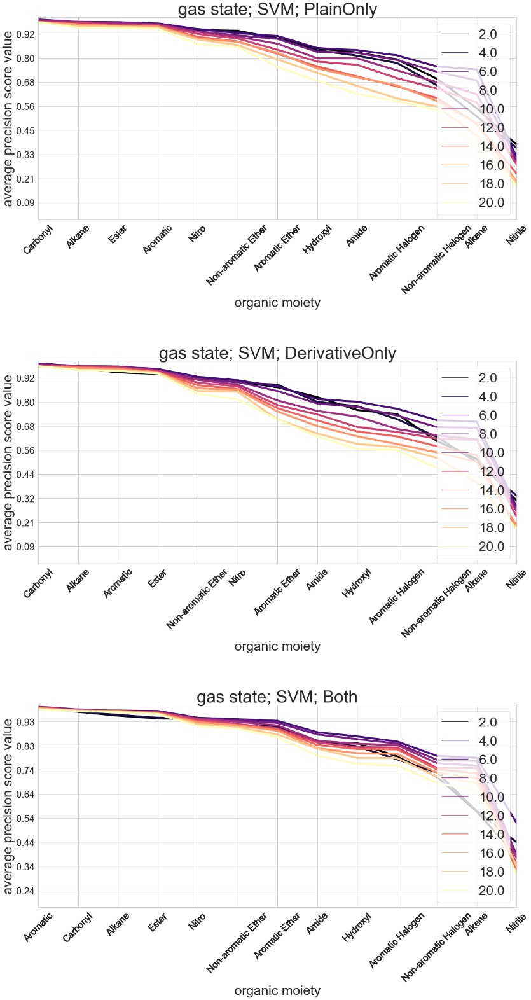 gas state; SVM; PlainOnly
average precision score value
0.92
0.80
0.68
0.56
0.45
0.33
0.21
0.09
2.0
4.0
6.0
8.0
10.0
12.0
14.0
16.0
18.0
20.0
Carbonyl
Alkane
Ester
Aromatic
Nitro
Non-aromatic Ether
Aromatic Ether
Hydroxyl
Amide
Aromatic Halogen
Non-aromatic Halogen
Alkene
Nitrile
organic moiety
gas state; SVM; DerivativeOnly
average precision score value
0.92
0.80
0.68
0.56
0.44
0.32
0.21
0.09
2.0
4.0
6.0
8.0
10.0
12.0
14.0
16.0
18.0
20.0
Carbonyl
Alkane
Aromatic
Ester
Non-aromatic Ether
Nitro
Aromatic Ether
Amide
Hydroxyl
Aromatic Halogen
Non-aromatic Halogen
Alkene
Nitrile
organic moiety
gas state; SVM; Both
average precision score value
0.93
0.83
0.74
0.64
0.54
0.44
0.34
0.24
2.0
4.0
6.0
8.0
10.0
12.0
14.0
16.0
18.0
20.0
Aromatic
Carbonyl
Alkane
Ester
Nitro
Non-aromatic Ether
Aromatic Ether
Amide
Hydroxyl
Aromatic Halogen
Non-aromatic Halogen
Alkene
Nitrile
organic moiety